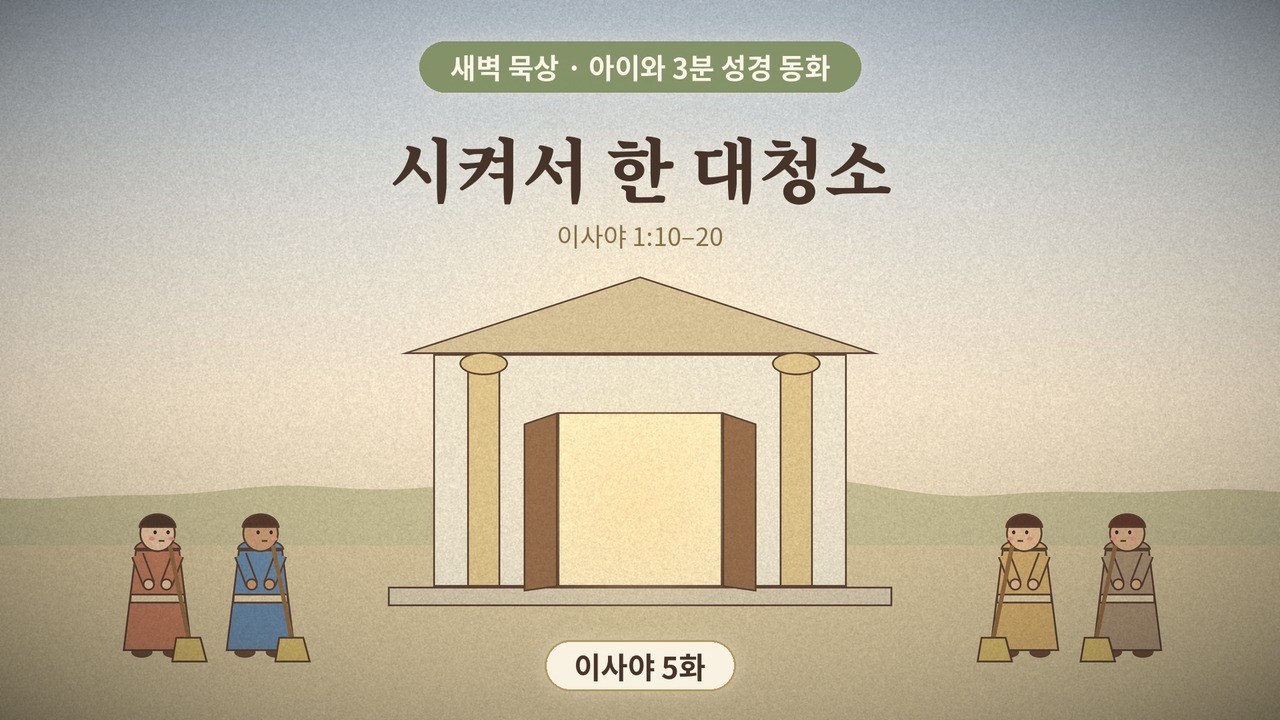 새벽 묵상 · 아이와 3분 성경 동화
시켜서 한 대청소
이사야 1:10–20
이사야 5화